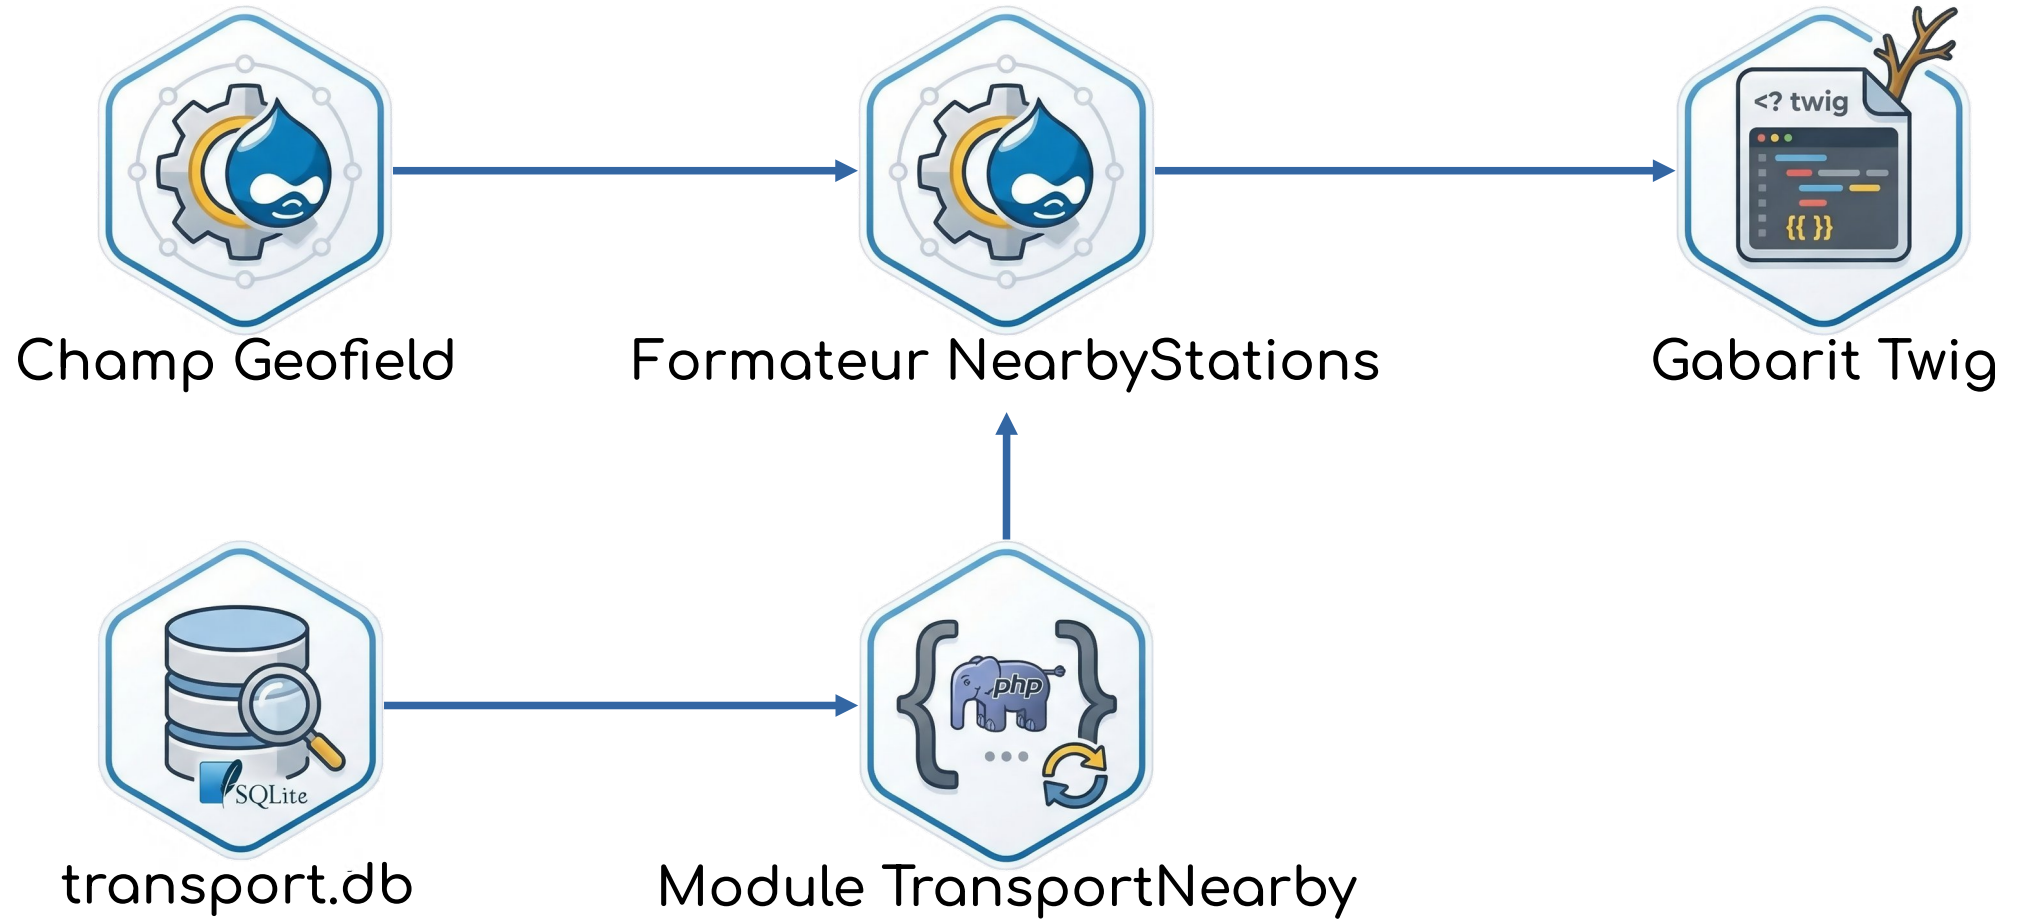 <? twig
{{ }}
Champ Geofield
Formateur NearbyStations
Gabarit Twig
php
SQLite
transport.db
Module TransportNearby